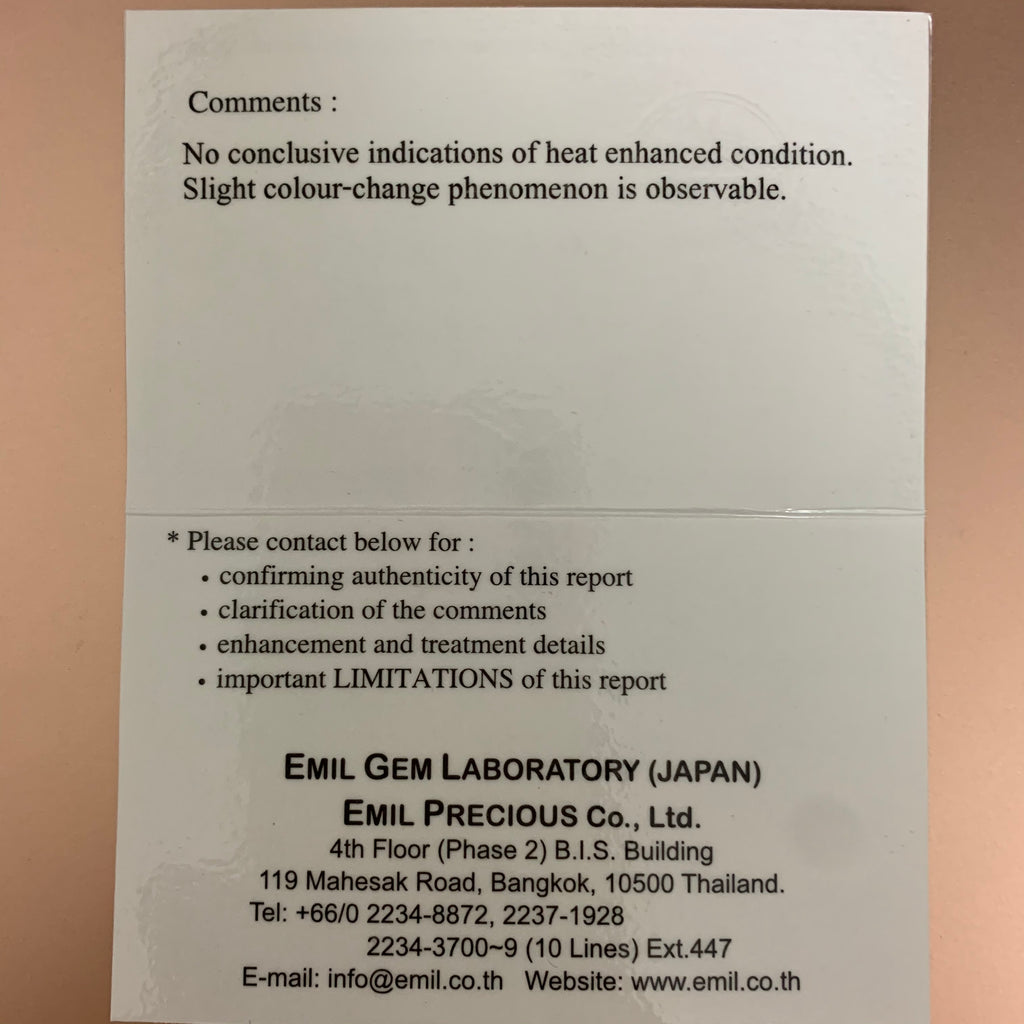 Comments :
No conclusive indications of heat enhanced condition.
Slight colour-change phenomenon is observable.
* Please contact below for :
• confirming authenticity of this report
• clarification of the comments
• enhancement and treatment details
• important LIMITATIONS of this report
EMIL GEM LABORATORY (JAPAN)
EMIL PRECIOUS Co., Ltd.
4th Floor (Phase 2) B.I.S. Building
119 Mahesak Road, Bangkok, 10500 Thailand.
Tel: +66/0 2234-8872, 2237-1928
2234-3700~9 (10 Lines) Ext.447
E-mail: info@emil.co.th Website: www.emil.co.th